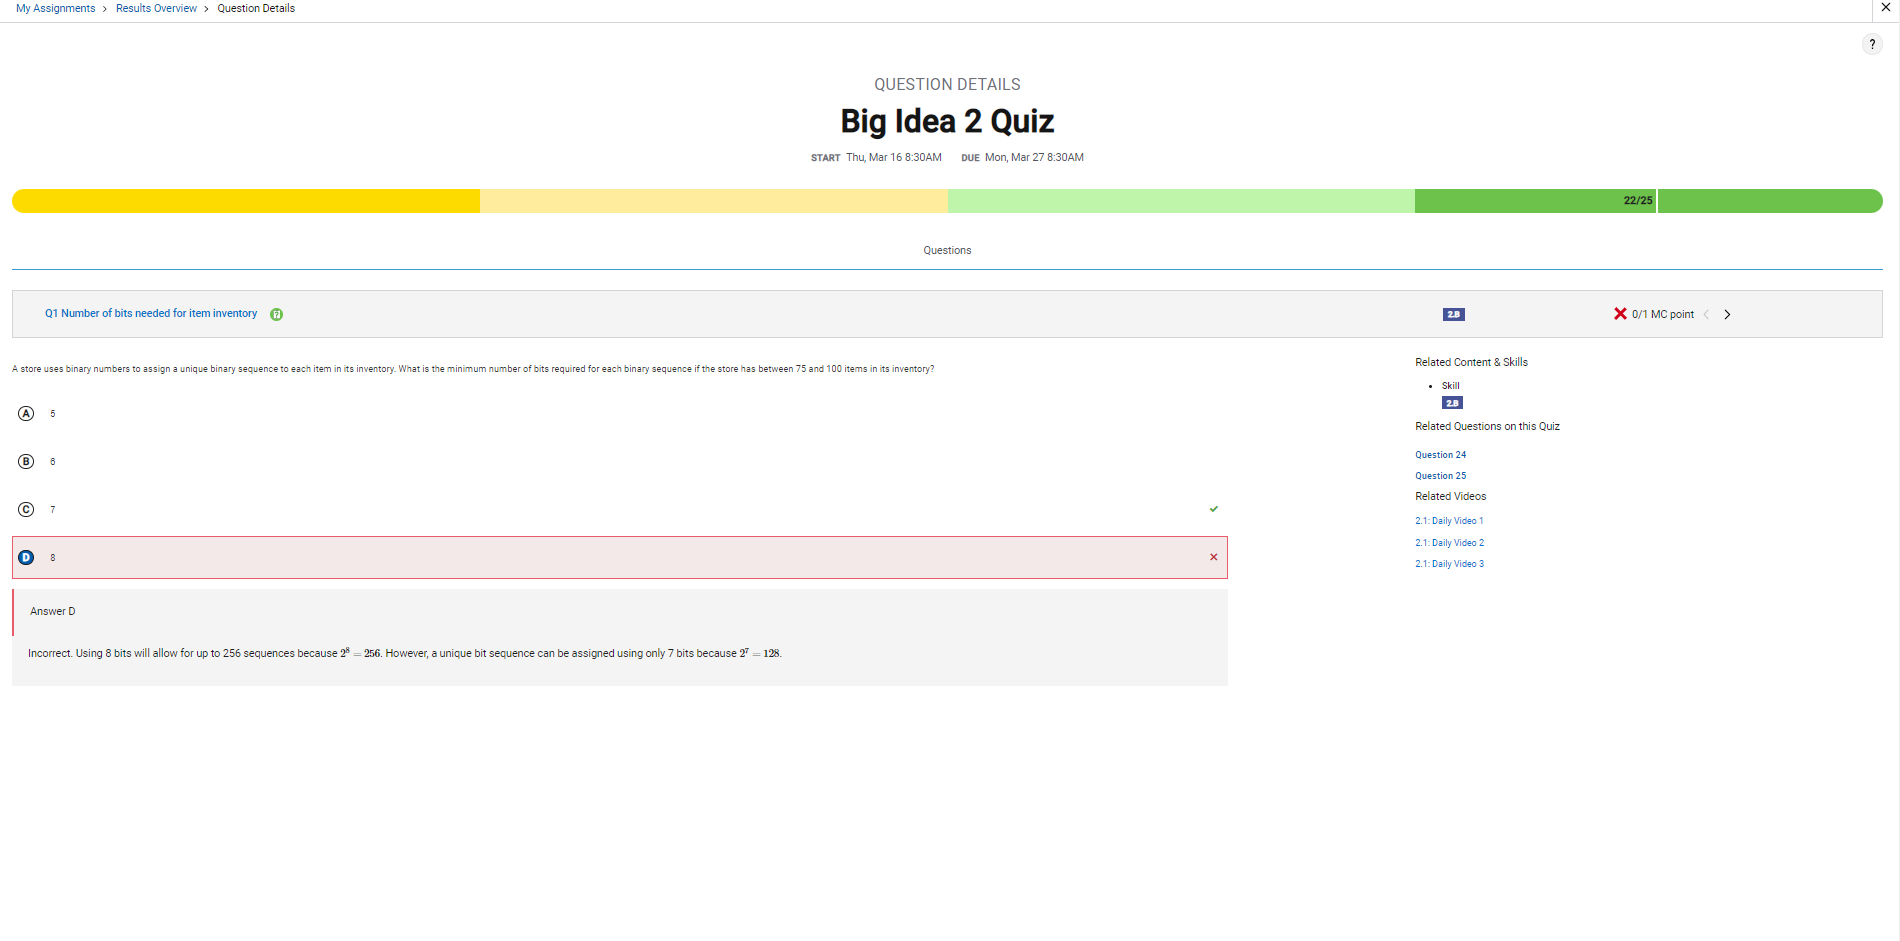 My Assignments > Results Overview > Question Details
?
QUESTION DETAILS
Big Idea 2 Quiz
START Thu, Mar 16 8:30AM DUE Mon, Mar 27 8:30AM
22/25
Questions
Q1 Number of bits needed for item inventory ?
2.B
0/1 MC point < >
A store uses binary numbers to assign a unique binary sequence to each item in its inventory. What is the minimum number of bits required for each binary sequence if the store has between 75 and 100 items in its inventory?
A 5
B 6
C 7
D 8
Answer D
Incorrect. Using 8 bits will allow for up to 256 sequences because 2⁸ = 256. However, a unique bit sequence can be assigned using only 7 bits because 2⁷ = 128.
Related Content & Skills
• Skill
2.B
Related Questions on this Quiz
Question 24
Question 25
Related Videos
2.1: Daily Video 1
2.1: Daily Video 2
2.1: Daily Video 3